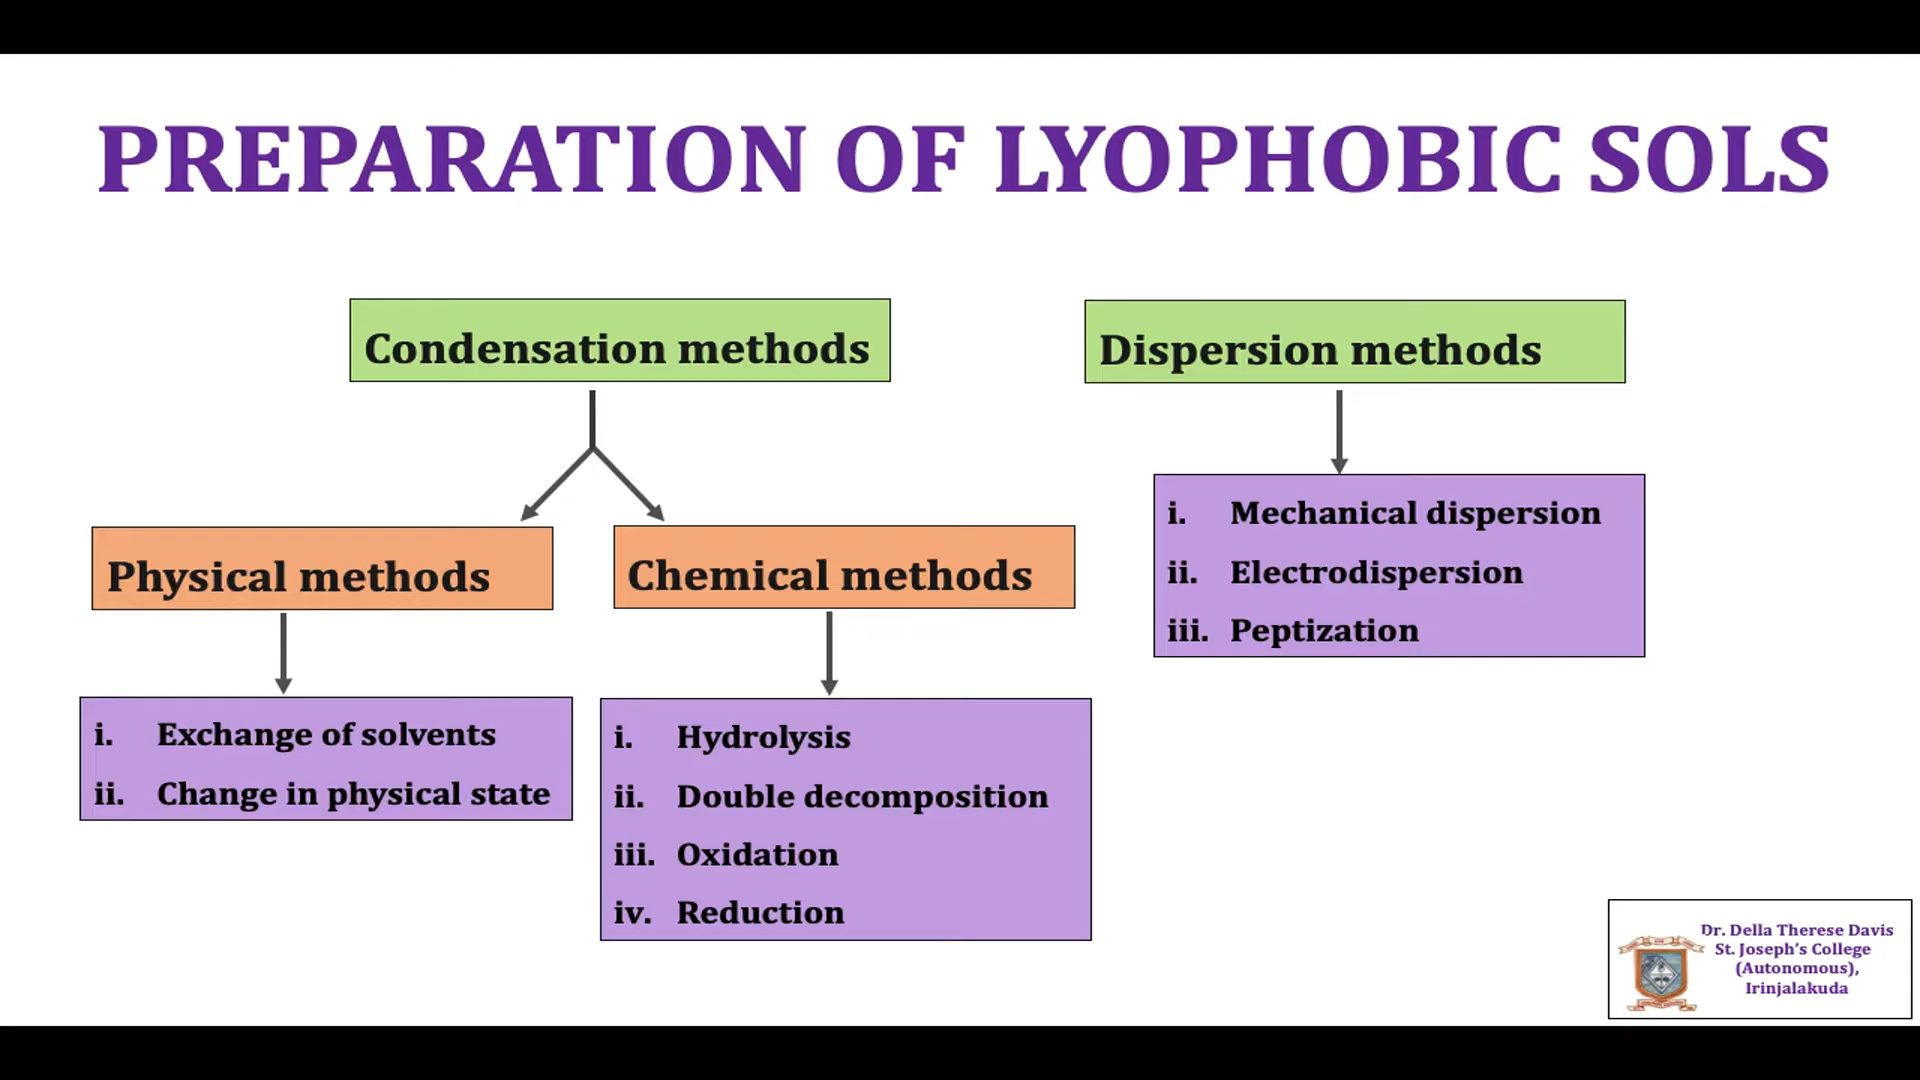 PREPARATION OF LYOPHOBIC SOLS
Condensation methods
Dispersion methods
Physical methods
Chemical methods
i. Exchange of solvents
ii. Change in physical state
i. Hydrolysis
ii. Double decomposition
iii. Oxidation
iv. Reduction
i. Mechanical dispersion
ii. Electrodispersion
iii. Peptization
Dr. Della Therese Davis
St. Joseph's College
(Autonomous),
Irinjalakuda